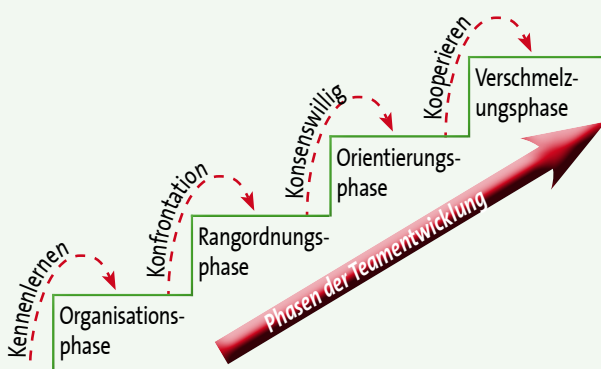 Kooperieren
Verschmelz-
ungsphase
Konsenswillig
Orientierungs-
phase
Konfrontation
Rangordnungs-
phase
Kennenlernen
Organisations-
phase
Phasen der Teamentwicklung